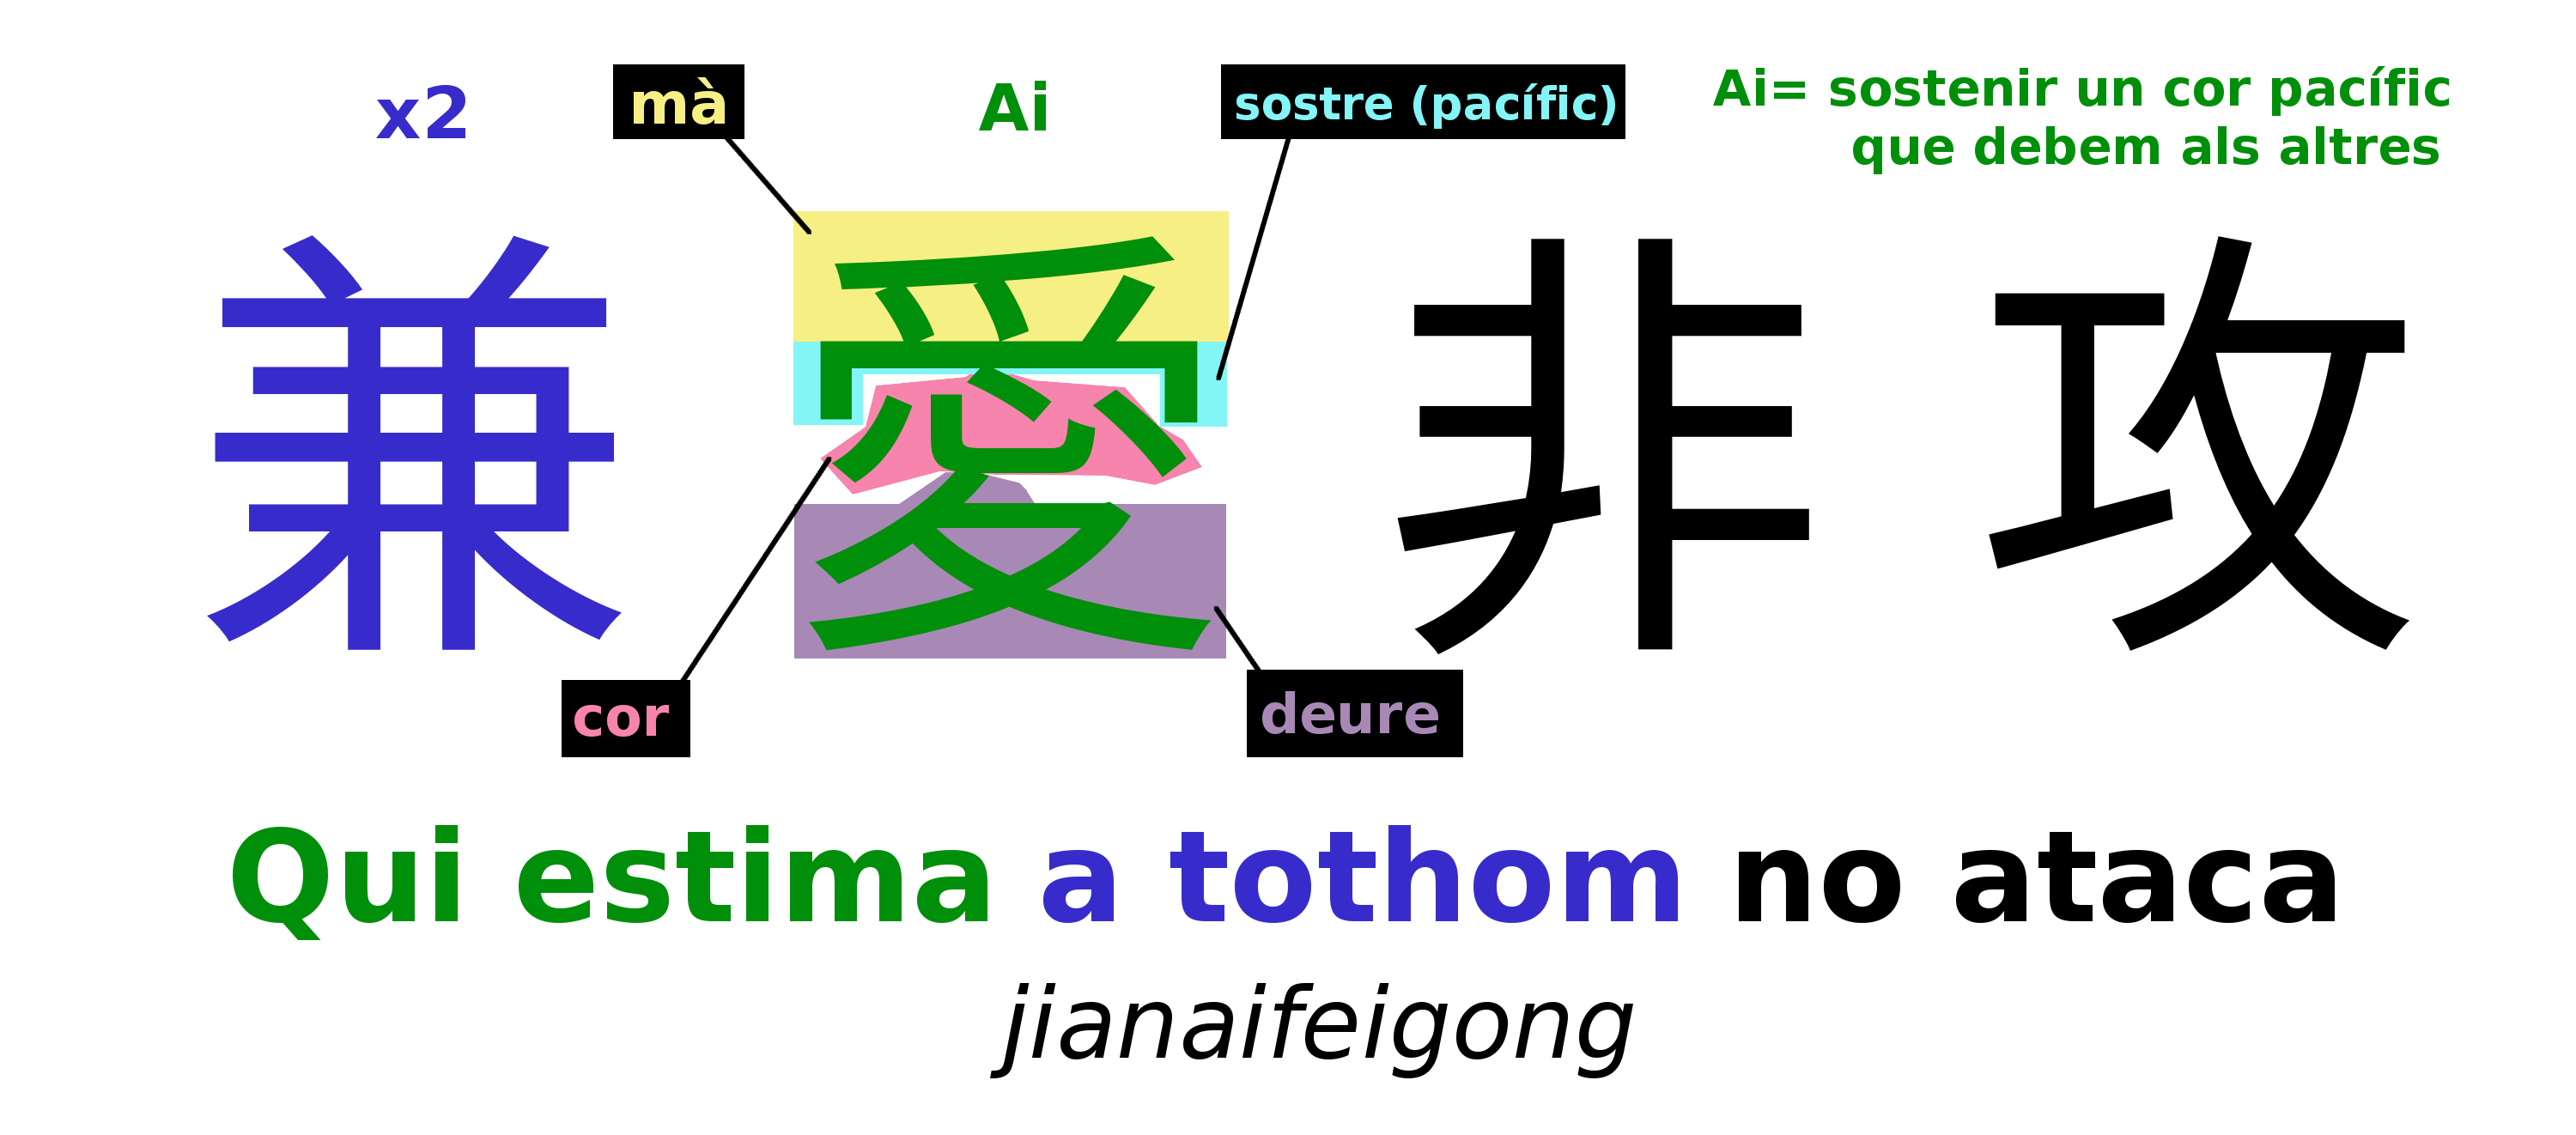 x2
mà
Ai
sostre (pacífic)
Ai= sostenir un cor pacífic
que debem als altres
兼愛非攻
cor
deure
Qui estima a tothom no ataca
jianaifeigong